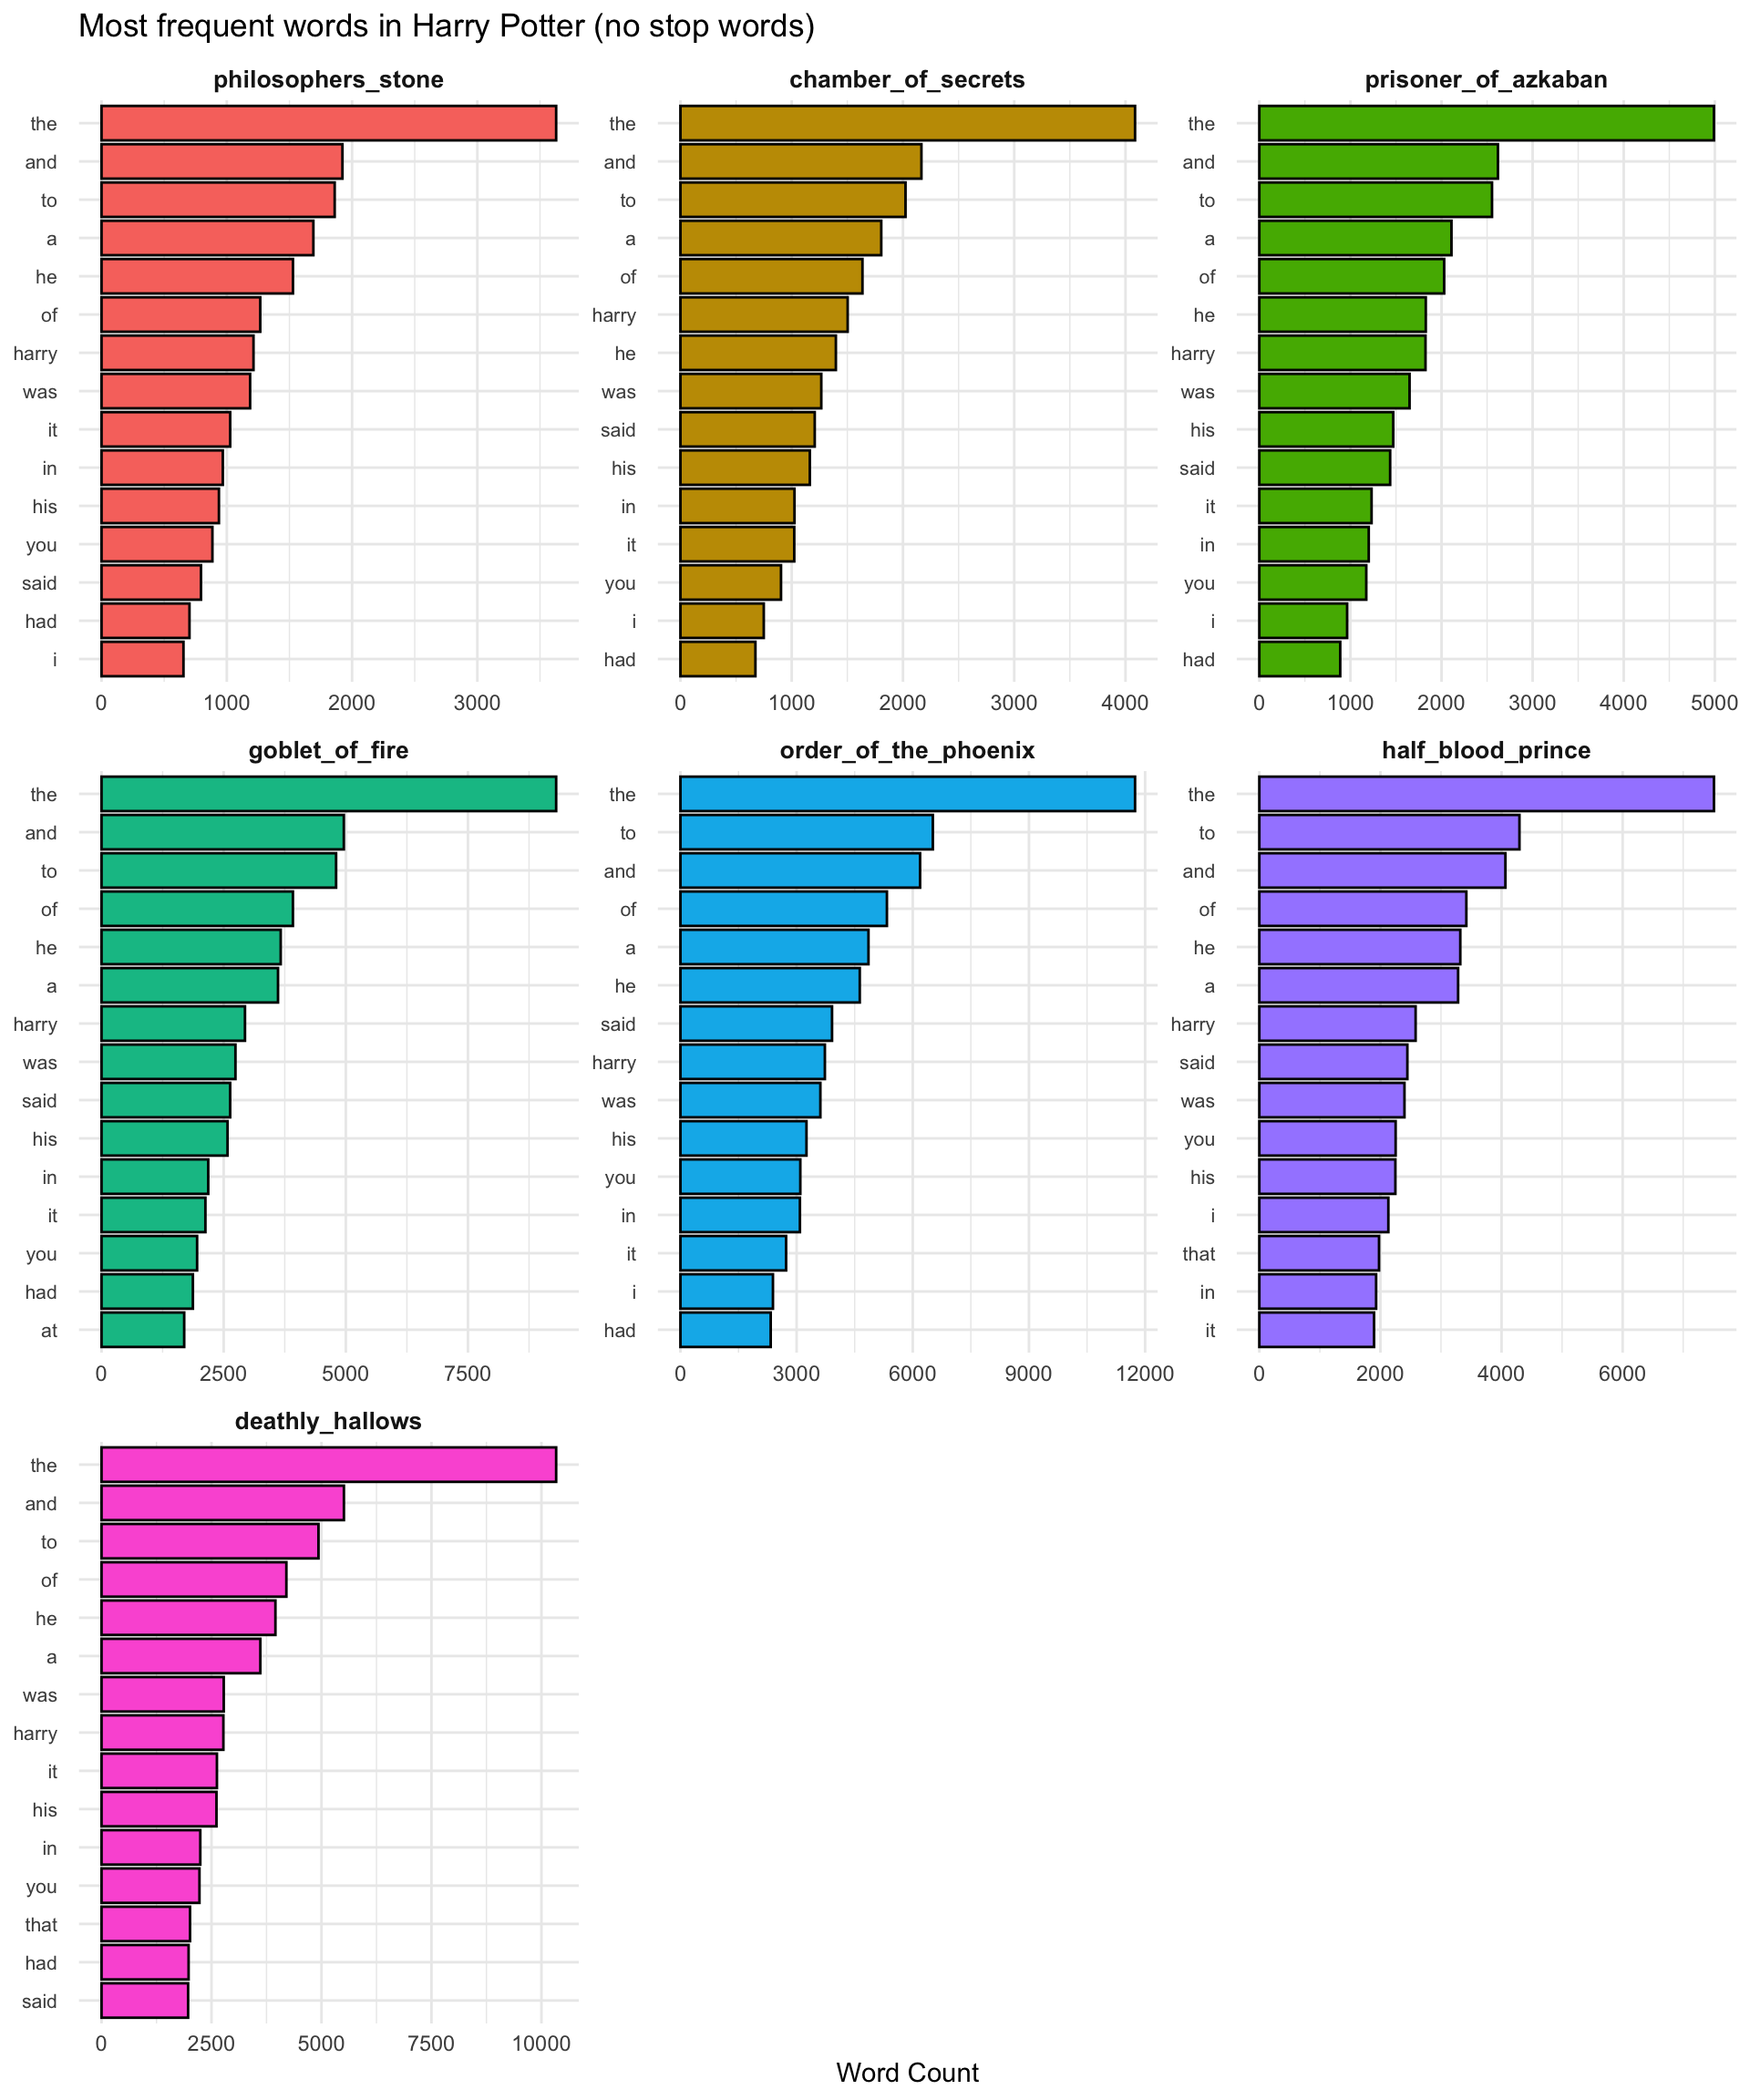 Most frequent words in Harry Potter (no stop words)
philosophers_stone
the
and
to
a
he
of
harry
was
it
in
his
you
said
had
i
0 1000 2000 3000
chamber_of_secrets
the
and
to
a
of
harry
he
was
said
his
in
it
you
i
had
0 1000 2000 3000 4000
prisoner_of_azkaban
the
and
to
a
of
he
harry
was
his
said
it
in
you
i
had
0 1000 2000 3000 4000 5000
goblet_of_fire
the
and
to
of
he
a
harry
was
said
his
in
it
you
had
at
0 2500 5000 7500
order_of_the_phoenix
the
to
and
of
a
he
said
harry
was
his
you
in
it
i
had
0 3000 6000 9000 12000
half_blood_prince
the
to
and
of
he
a
harry
said
was
you
his
i
that
in
it
0 2000 4000 6000
deathly_hallows
the
and
to
of
he
a
was
harry
it
his
in
you
that
had
said
0 2500 5000 7500 10000
Word Count